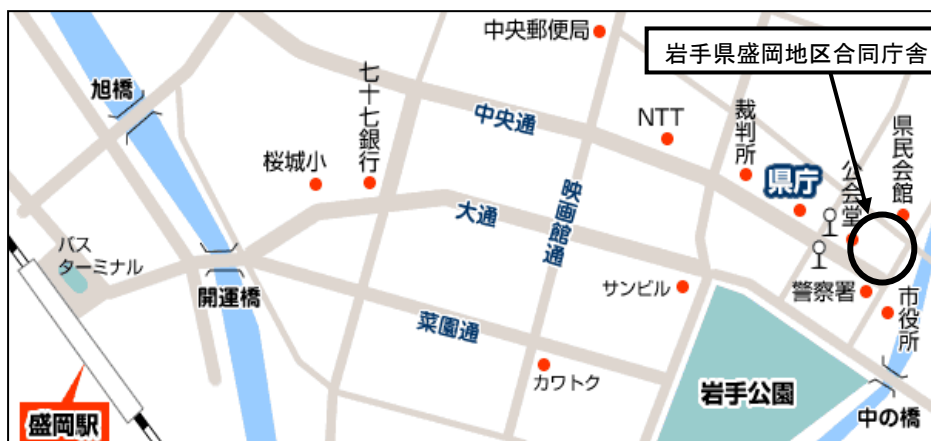 中央郵便局
岩手県盛岡地区合同庁舎
旭橋
七十七銀行
中央通
NTT
裁判所
県民会館
桜城小
県庁
公会堂
映画館通
大通
バス
ターミナル
開運橋
サンビル
警察署
市役所
菜園通
カワトク
岩手公園
中の橋
盛岡駅